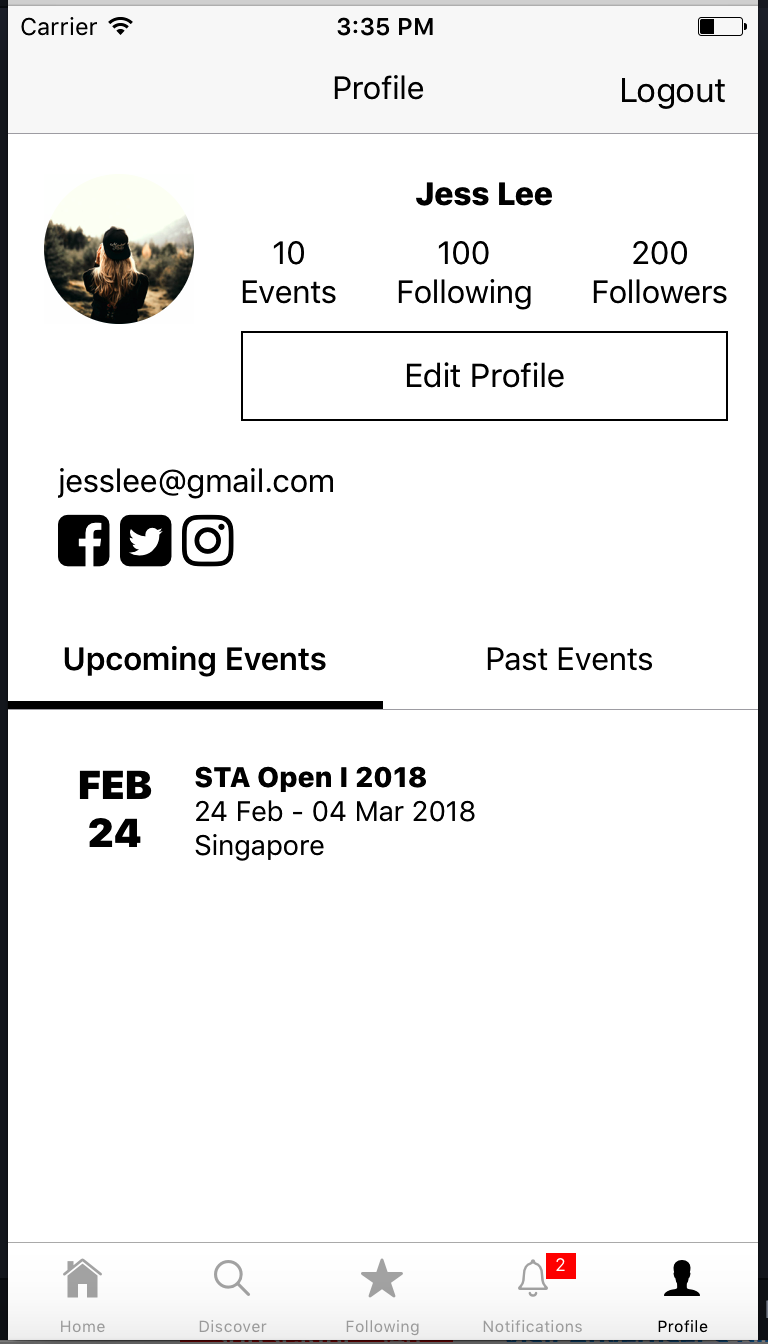 Carrier 3:35 PM
Profile Logout
Jess Lee
10 100 200
Events Following Followers
Edit Profile
jesslee@gmail.com
Upcoming Events Past Events
FEB
24
STA Open I 2018
24 Feb - 04 Mar 2018
Singapore
2
Home Discover Following Notifications Profile